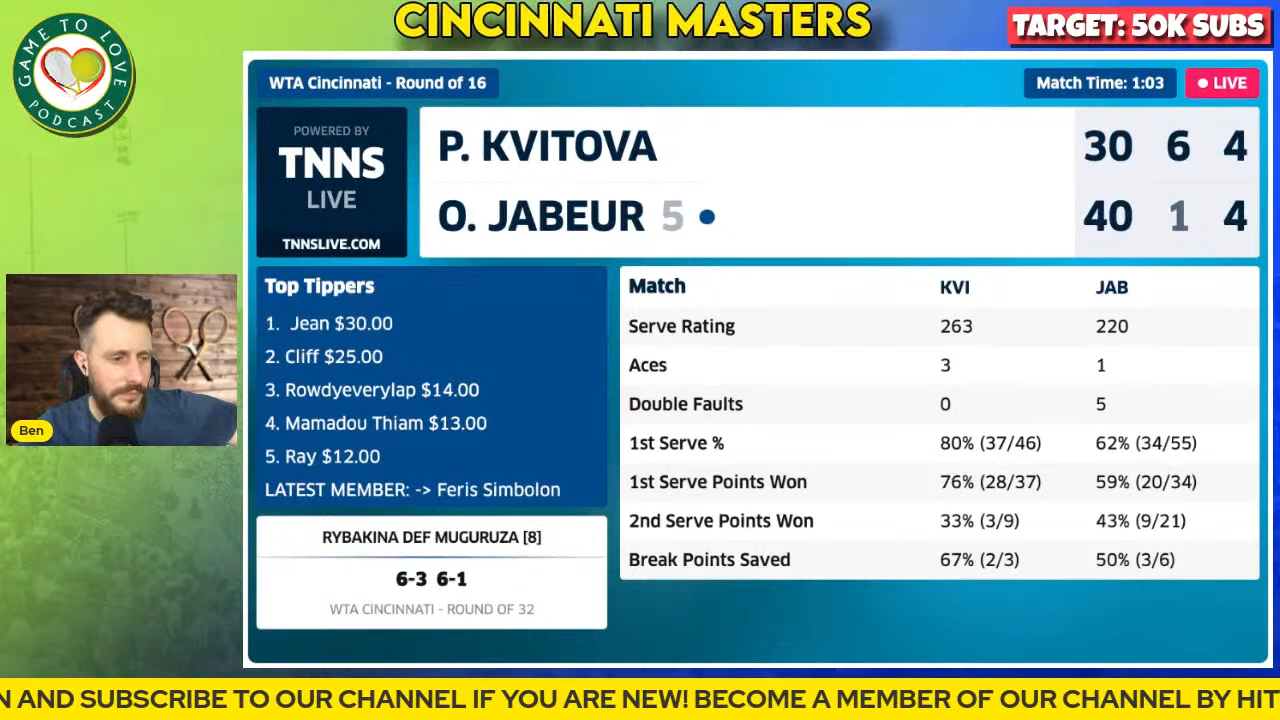 GAME TO LOVE
PODCAST
CINCINNATI MASTERS
TARGET: 50K SUBS
WTA Cincinnati - Round of 16
Match Time: 1:03
LIVE
POWERED BY
TNNS
LIVE
TNNSLIVE.COM
P. KVITOVA 30 6 4
O. JABEUR 5 40 1 4
Top Tippers
1. Jean $30.00
2. Cliff $25.00
3. Rowdyeverylap $14.00
4. Mamadou Thiam $13.00
5. Ray $12.00
LATEST MEMBER: -> Feris Simbolon
RYBAKINA DEF MUGURUZA [8]
6-3 6-1
WTA CINCINNATI - ROUND OF 32
Match KVI JAB
Serve Rating 263 220
Aces 3 1
Double Faults 0 5
1st Serve % 80% (37/46) 62% (34/55)
1st Serve Points Won 76% (28/37) 59% (20/34)
2nd Serve Points Won 33% (3/9) 43% (9/21)
Break Points Saved 67% (2/3) 50% (3/6)
Ben
N AND SUBSCRIBE TO OUR CHANNEL IF YOU ARE NEW! BECOME A MEMBER OF OUR CHANNEL BY HIT